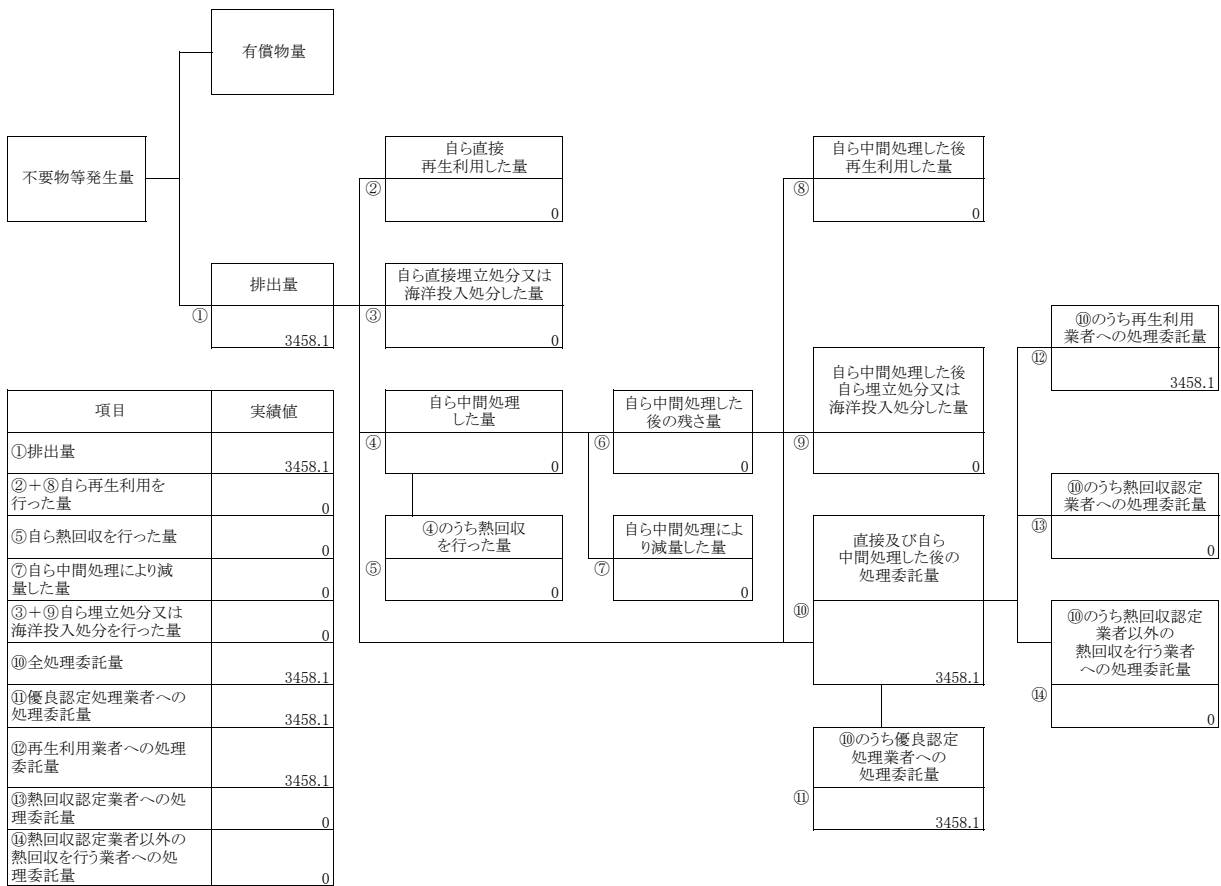 有償物量
不要物等発生量
排出量
①
3458.1
自ら直接
再生利用した量
②
0
自ら直接埋立処分又は
海洋投入処分した量
③
0
自ら中間処理
した量
④
0
④のうち熱回収
を行った量
⑤
0
自ら中間処理した
後の残さ量
⑥
0
自ら中間処理によ
り減量した量
⑦
0
自ら中間処理した後
再生利用した量
⑧
0
自ら中間処理した後
自ら埋立処分又は
海洋投入処分した量
⑨
0
直接及び自ら
中間処理した後の
処理委託量
⑩
3458.1
⑩のうち優良認定
処理業者への
処理委託量
⑪
3458.1
⑩のうち再生利用
業者への処理委託量
⑫
3458.1
⑩のうち熱回収認定
業者への処理委託量
⑬
0
⑩のうち熱回収認定
業者以外の
熱回収を行う業者
への処理委託量
⑭
0
項目 実績値
①排出量
3458.1
②＋⑧自ら再生利用を
行った量
0
⑤自ら熱回収を行った量
0
⑦自ら中間処理により減
量した量
0
③＋⑨自ら埋立処分又は
海洋投入処分を行った量
0
⑩全処理委託量
3458.1
⑪優良認定処理業者への
処理委託量
3458.1
⑫再生利用業者への処理
委託量
3458.1
⑬熱回収認定業者への処
理委託量
0
⑭熱回収認定業者以外の
熱回収を行う業者への処
理委託量
0